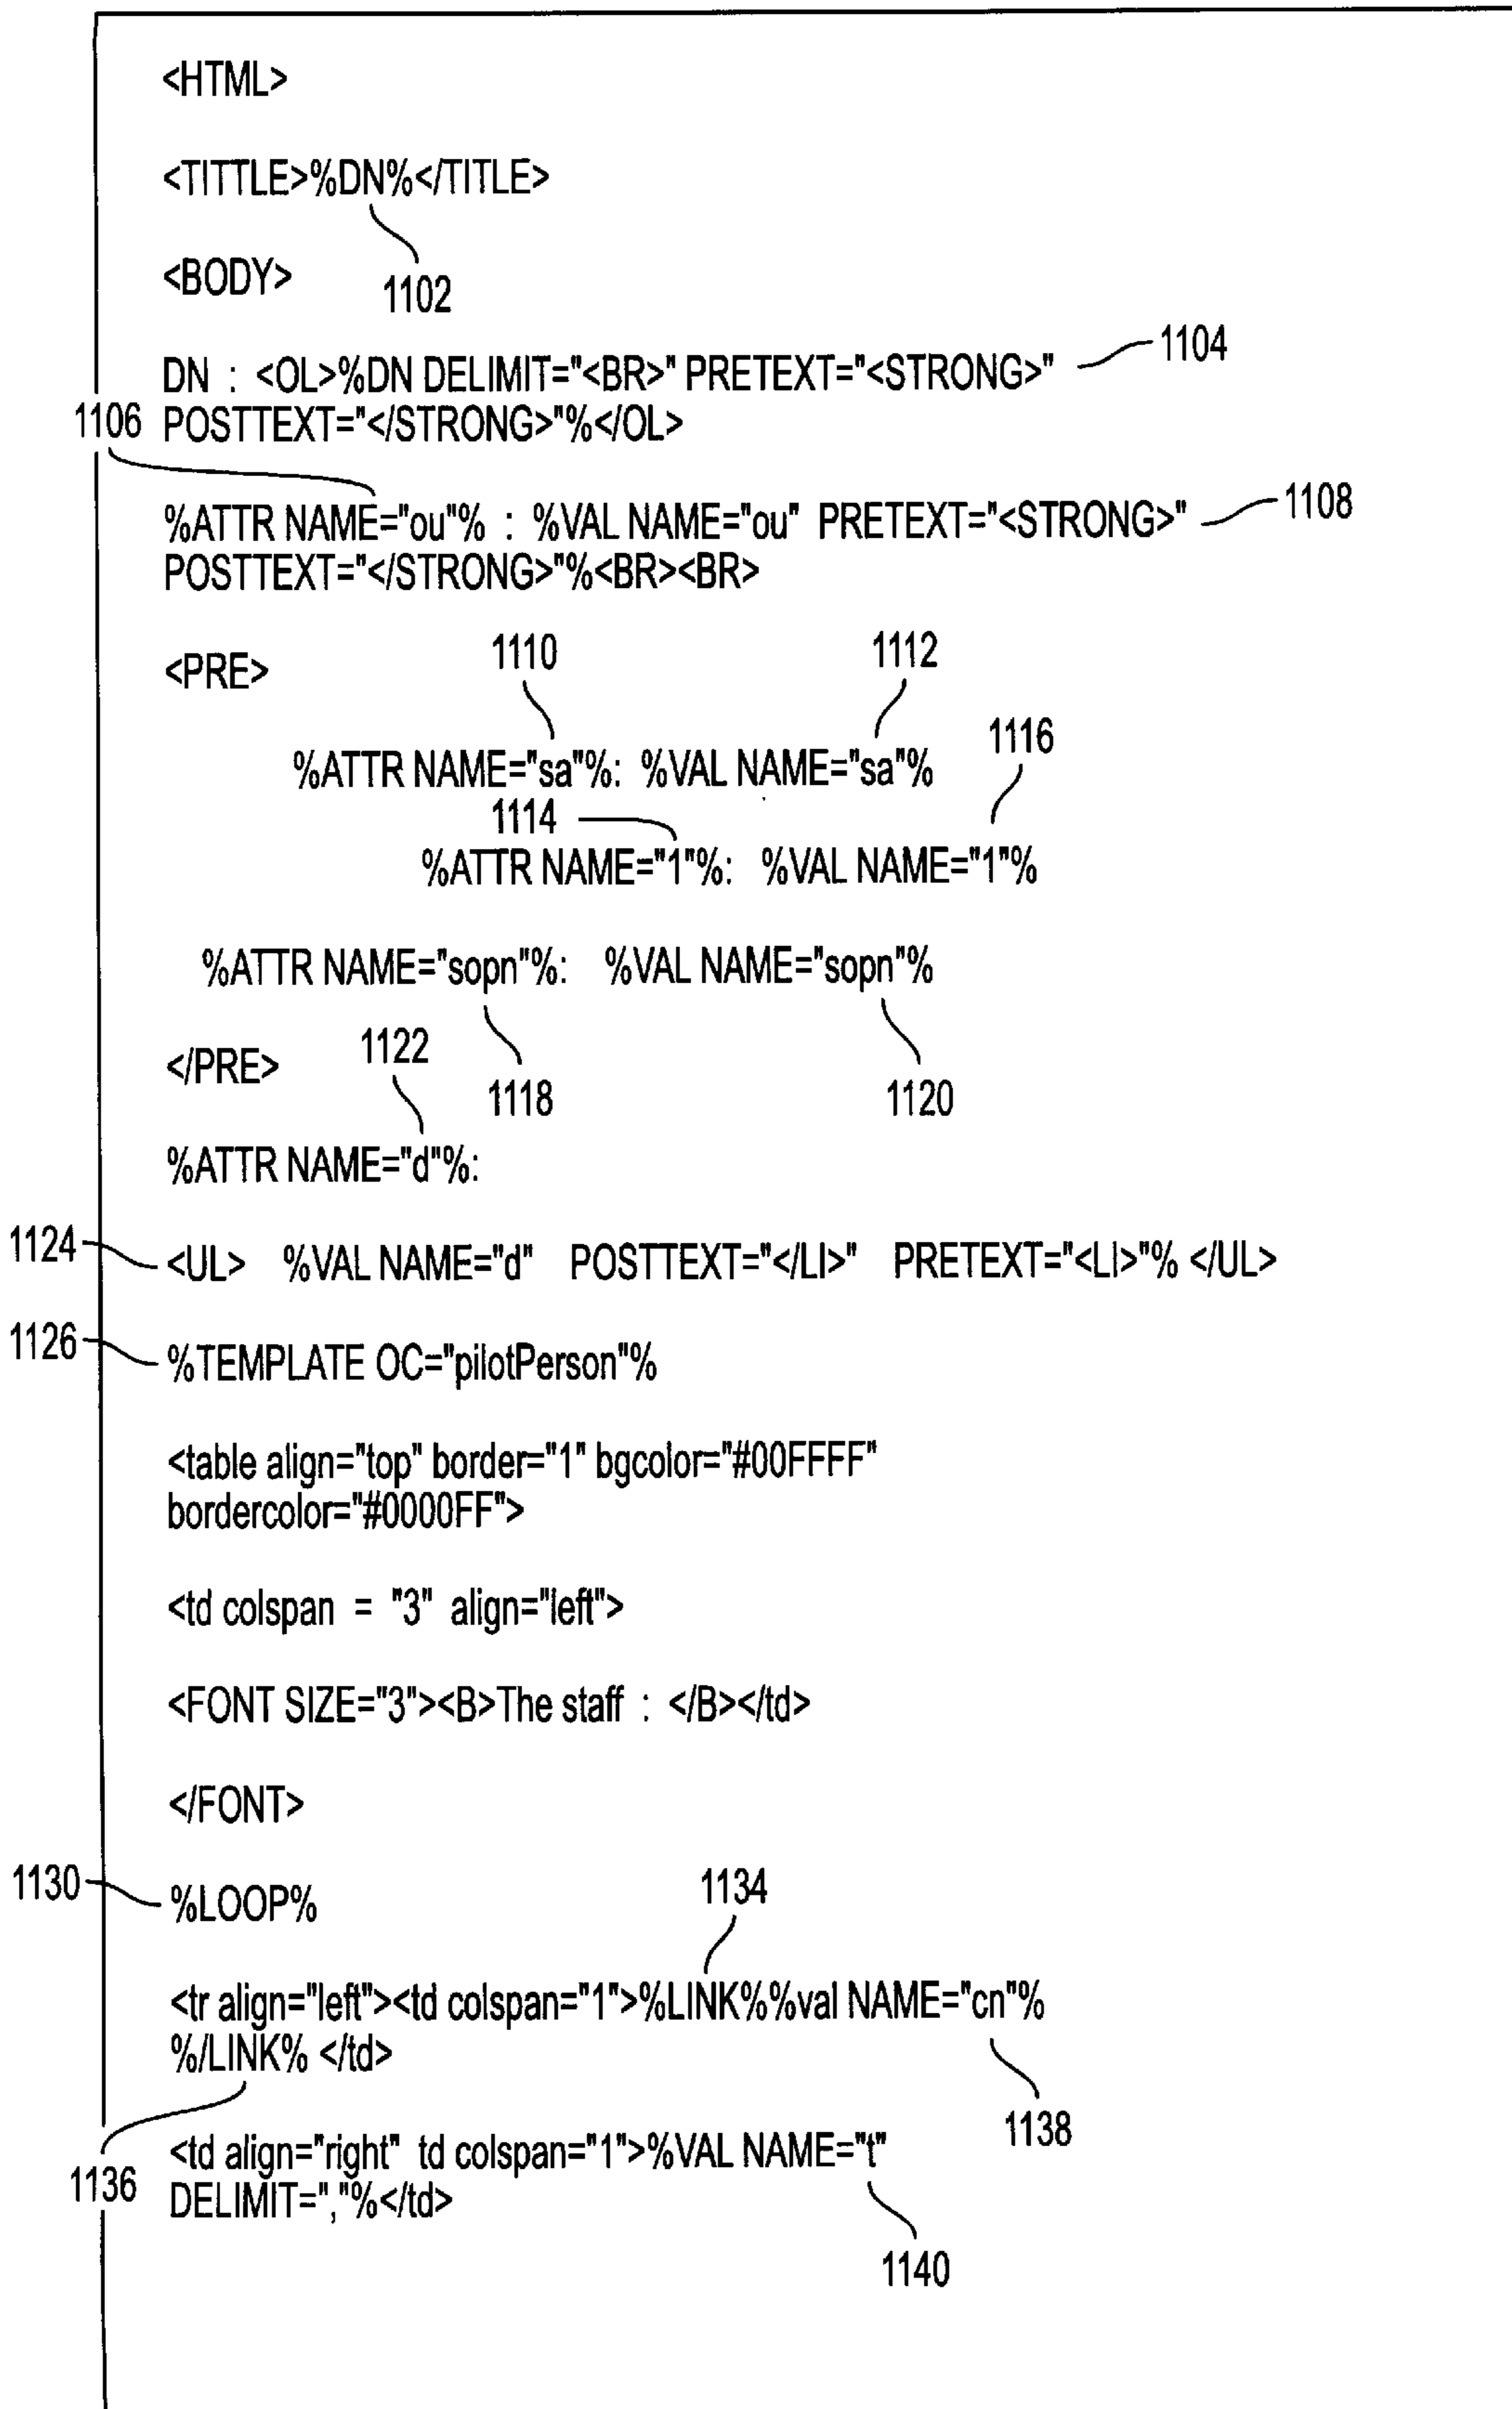 <HTML>
<TITTLE>%DN%</TITLE>
1102
<BODY>
DN : <OL>%DN DELIMIT="<BR>" PRETEXT="<STRONG>"
1104
1106
POSTTEXT="</STRONG>"%</OL>
%ATTR NAME="ou"% : %VAL NAME="ou" PRETEXT="<STRONG>"
1108
POSTTEXT="</STRONG>"%<BR><BR>
<PRE>
1110
1112
%ATTR NAME="sa"%: %VAL NAME="sa"%
1116
1114
%ATTR NAME="1"%: %VAL NAME="1"%
%ATTR NAME="sopn"%: %VAL NAME="sopn"%
</PRE>
1122
1118
1120
%ATTR NAME="d"%:
1124
<UL> %VAL NAME="d" POSTTEXT="</LI>" PRETEXT="<LI>"% </UL>
1126
%TEMPLATE OC="pilotPerson"%
<table align="top" border="1" bgcolor="#00FFFF"
bordercolor="#0000FF">
<td colspan = "3" align="left">
<FONT SIZE="3"><B>The staff : </B></td>
</FONT>
1130
%LOOP%
1134
<tr align="left"><td colspan="1">%LINK%%val NAME="cn"%
%/LINK% </td>
1138
<td align="right" td colspan="1">%VAL NAME="t"
1136
DELIMIT=","%</td>
1140